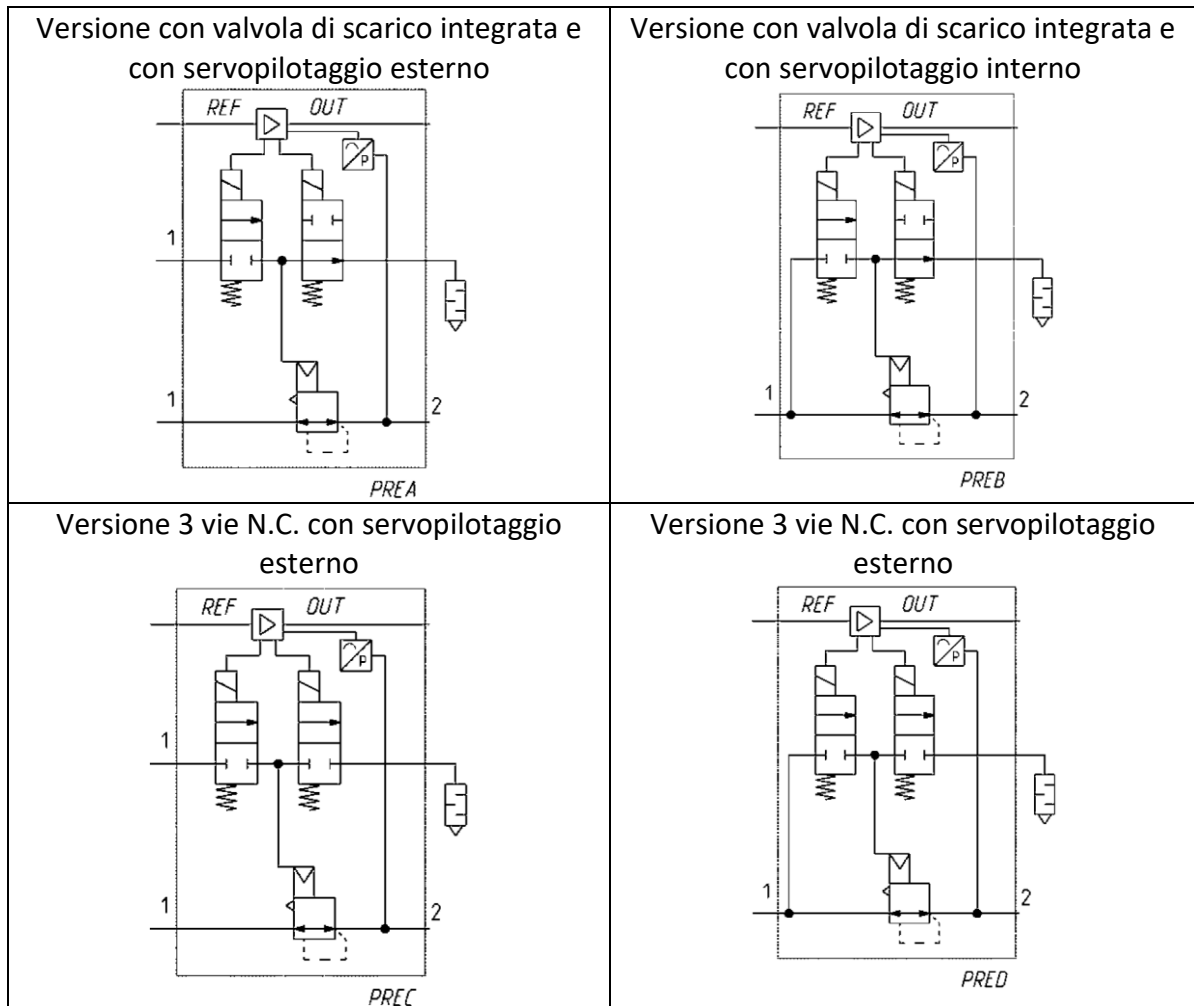 Versione con valvola di scarico integrata e
con servopilotaggio esterno
REF OUT
P
1
1
2
PREA
Versione con valvola di scarico integrata e
con servopilotaggio interno
REF OUT
P
1
2
PREB
Versione 3 vie N.C. con servopilotaggio
esterno
REF OUT
P
1
1
2
PREC
Versione 3 vie N.C. con servopilotaggio
esterno
REF OUT
P
1
2
PRED